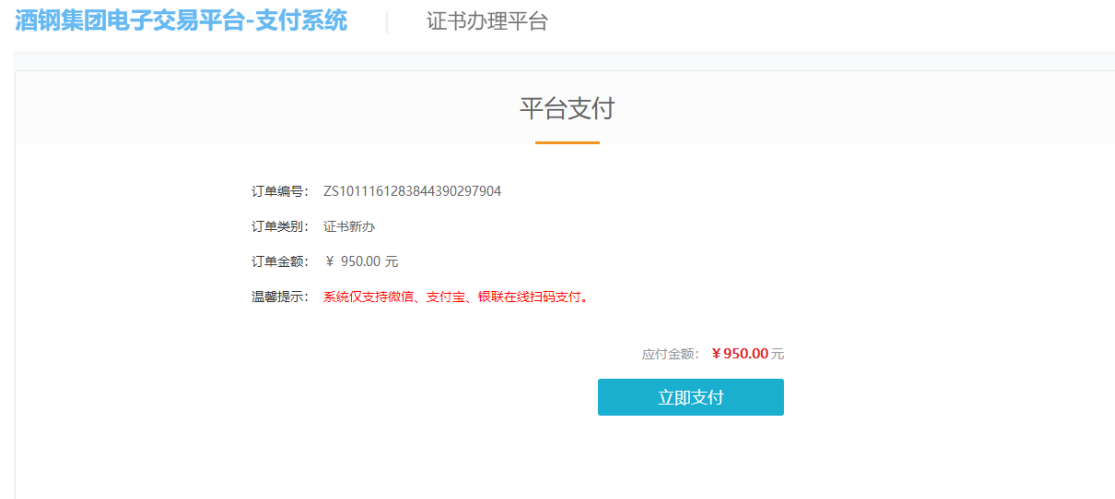 酒钢集团电子交易平台-支付系统 证书办理平台
平台支付
订单编号： ZS1011161283844390297904
订单类别： 证书新办
订单金额： ￥ 950.00 元
温馨提示： 系统仅支持微信、支付宝、银联在线扫码支付。
应付金额： ￥950.00元
立即支付